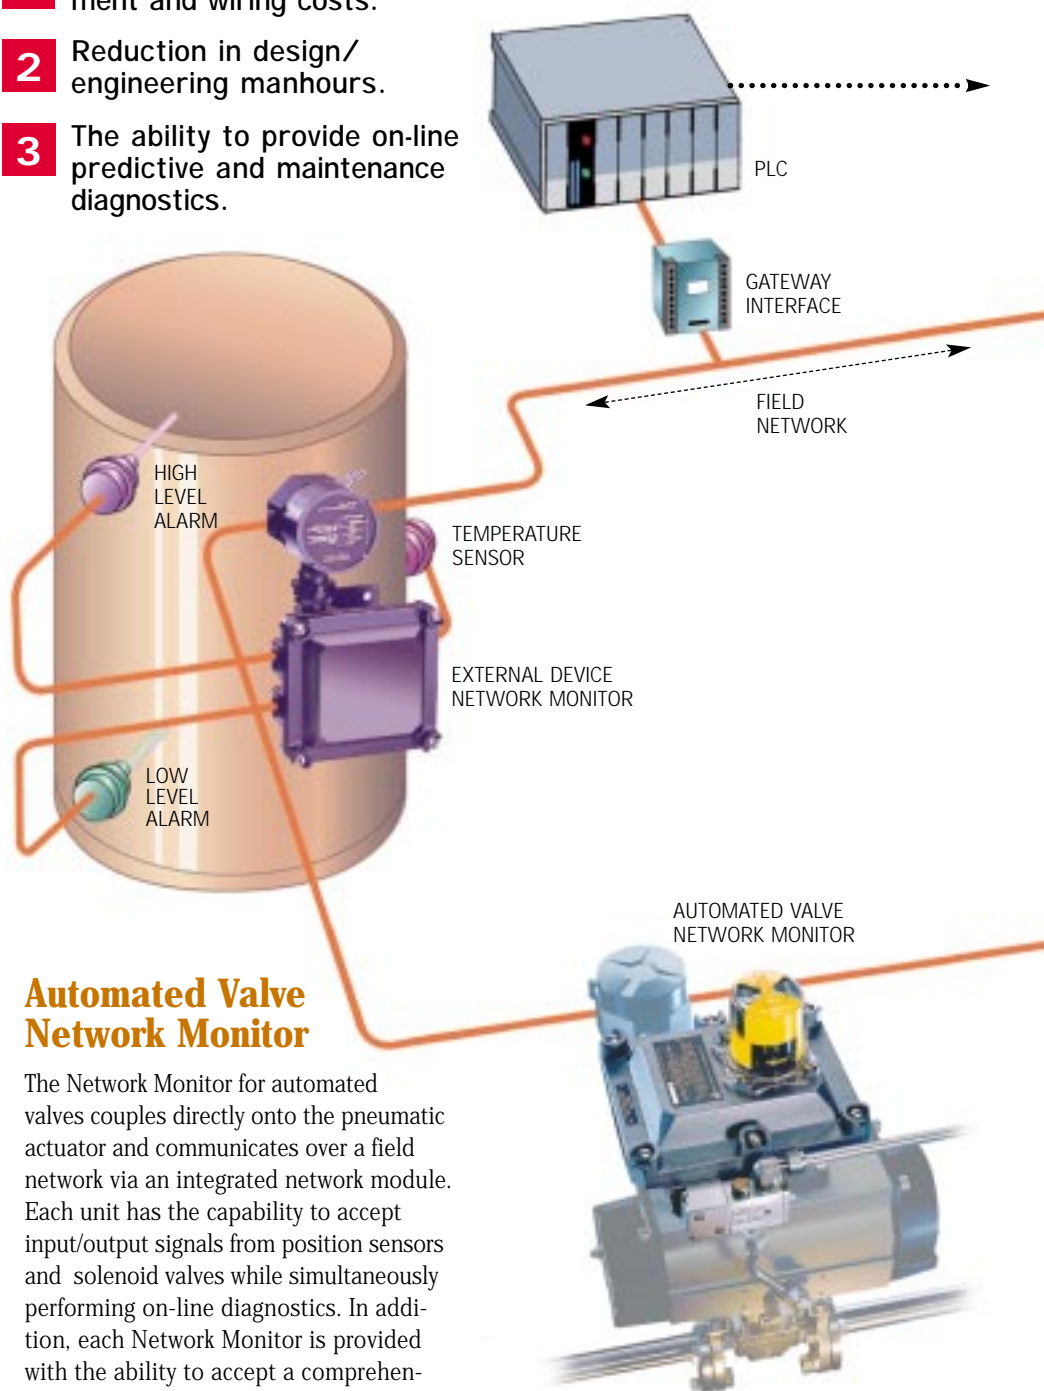 ment and wiring costs.
2 Reduction in design/
engineering manhours.
3 The ability to provide on-line
predictive and maintenance
diagnostics.
PLC
GATEWAY
INTERFACE
FIELD
NETWORK
HIGH
LEVEL
ALARM
TEMPERATURE
SENSOR
EXTERNAL DEVICE
NETWORK MONITOR
LOW
LEVEL
ALARM
AUTOMATED VALVE
NETWORK MONITOR
Automated Valve
Network Monitor
The Network Monitor for automated
valves couples directly onto the pneumatic
actuator and communicates over a field
network via an integrated network module.
Each unit has the capability to accept
input/output signals from position sensors
and solenoid valves while simultaneously
performing on-line diagnostics. In addi-
tion, each Network Monitor is provided
with the ability to accept a comprehen-